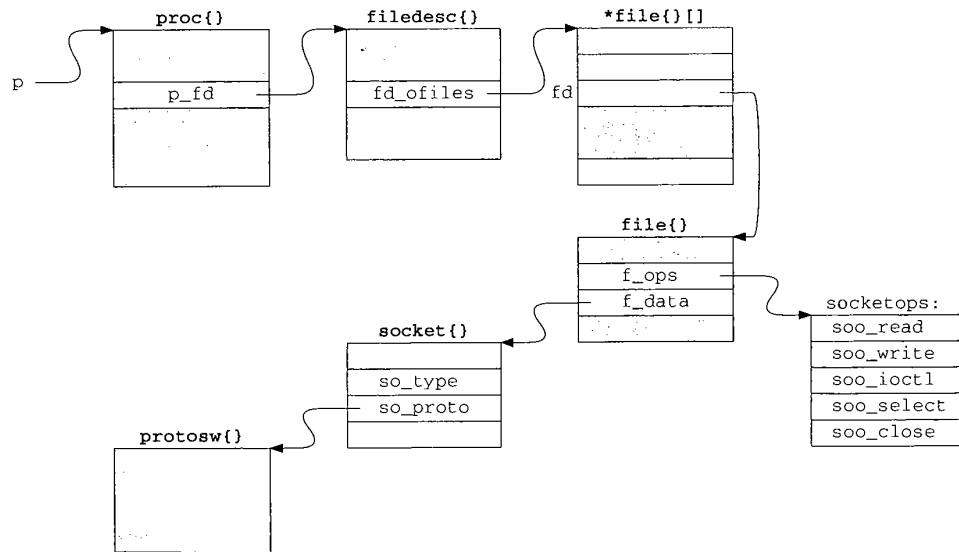 proc{}
filedesc{}
*file{}[]
p
p_fd
fd_ofiles
fd
file{}
f_ops
f_data
socketops:
soo_read
soo_write
soo_ioctl
soo_select
soo_close
socket{}
so_type
so_proto
protosw{}